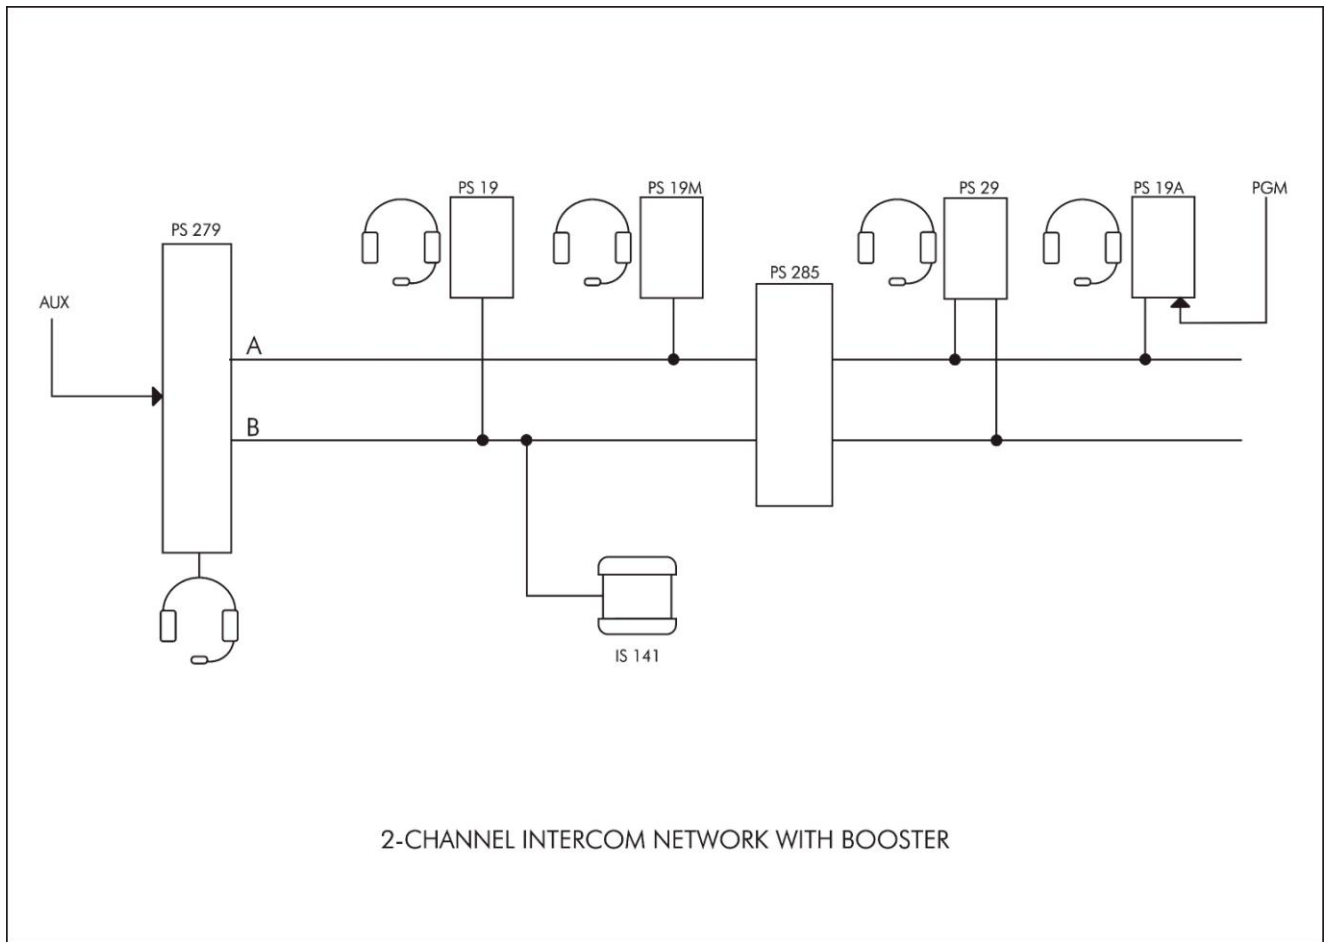 PS 19
PS 19M
PS 29
PS 19A
PGM
PS 279
PS 285
AUX
A
B
IS 141
2-CHANNEL INTERCOM NETWORK WITH BOOSTER